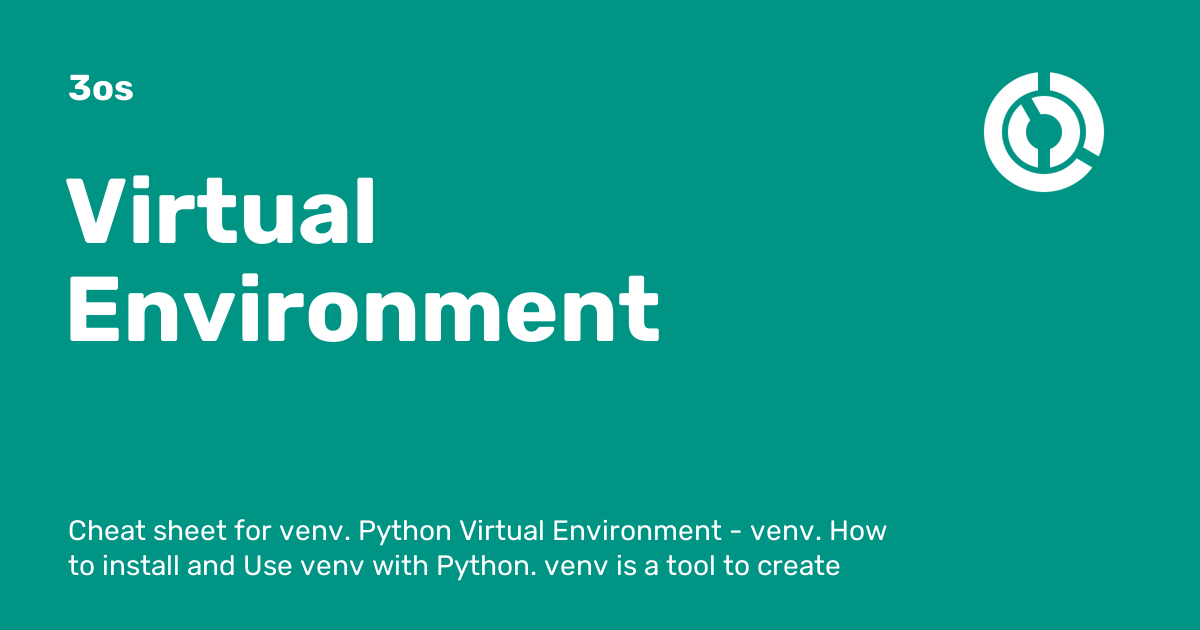 3os
Virtual
Environment
Cheat sheet for venv. Python Virtual Environment - venv. How
to install and Use venv with Python. venv is a tool to create